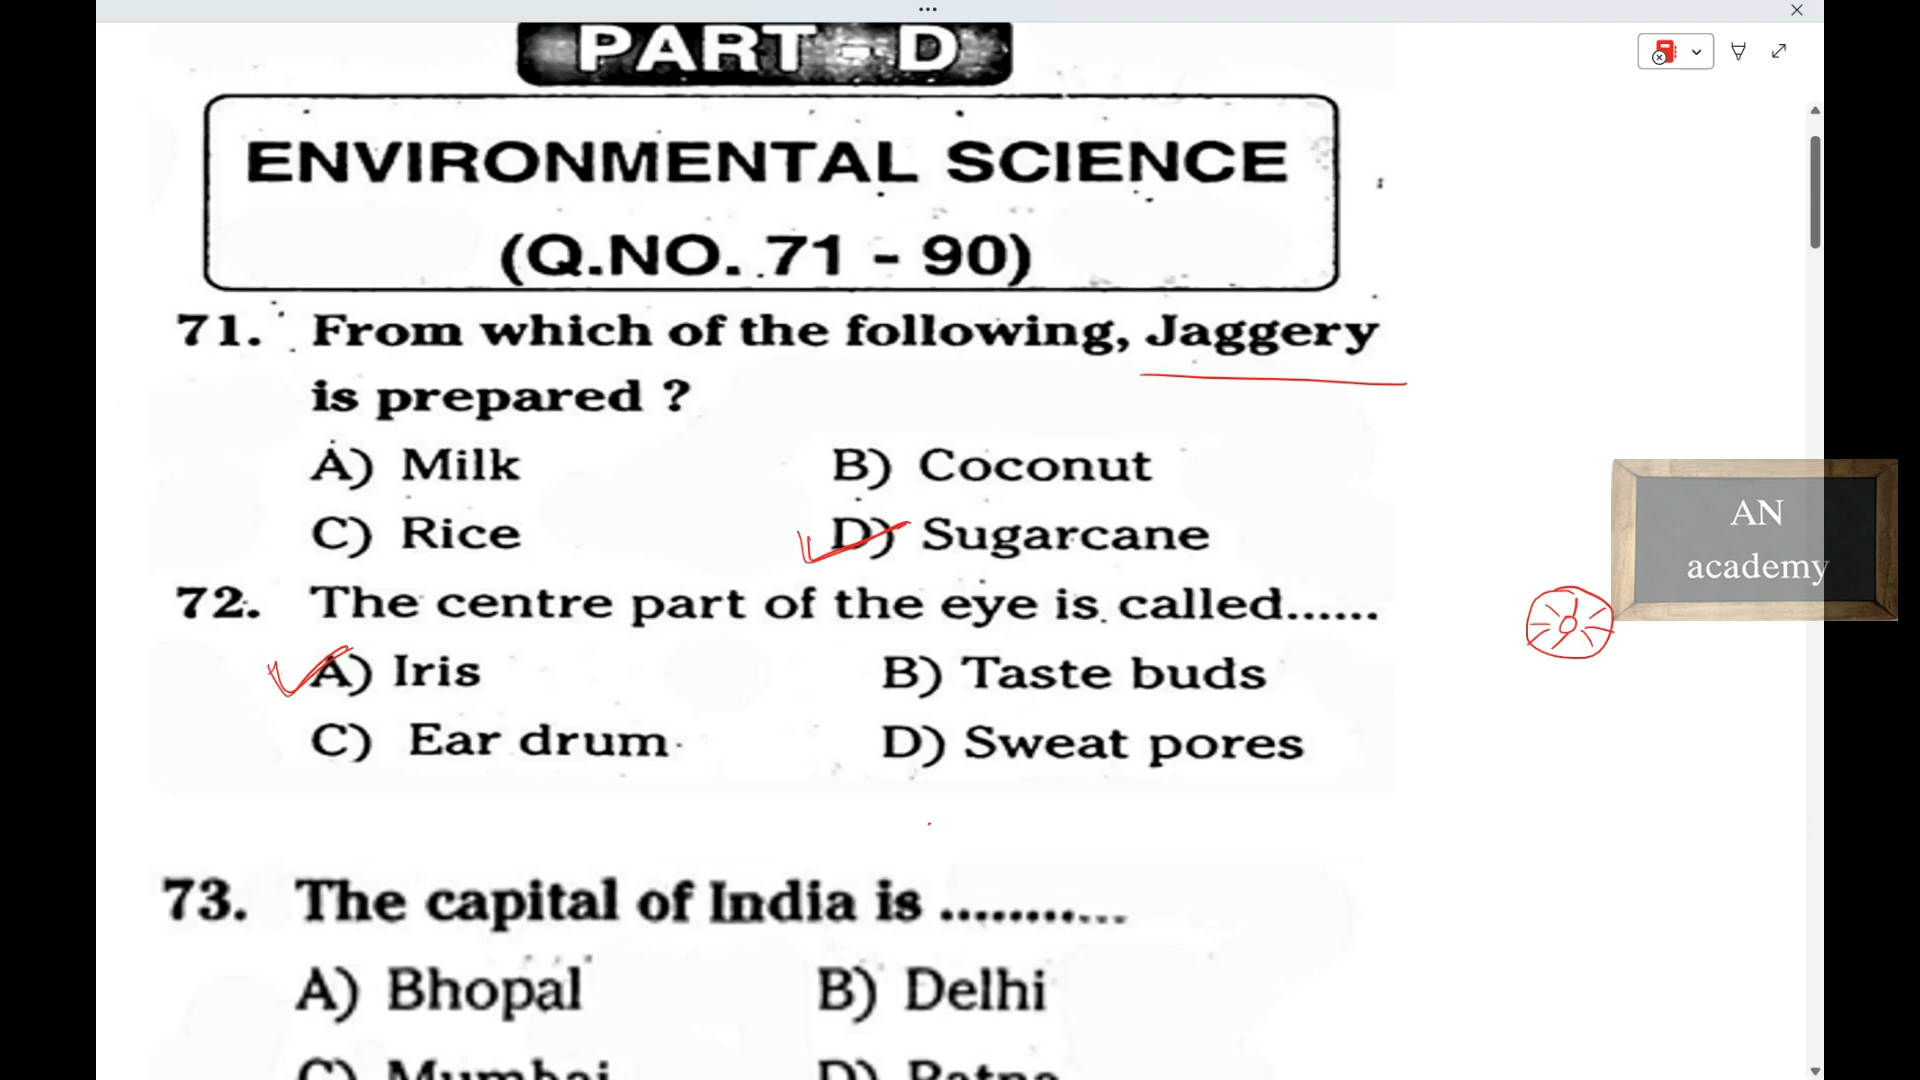 PART - D
ENVIRONMENTAL SCIENCE
(Q.NO. 71 - 90)
71. From which of the following, Jaggery
is prepared ?
A) Milk B) Coconut
C) Rice D) Sugarcane
72. The centre part of the eye is called......
A) Iris B) Taste buds
C) Ear drum D) Sweat pores
73. The capital of India is ...........
A) Bhopal B) Delhi
C) Mumbai D) Patna
AN
academy